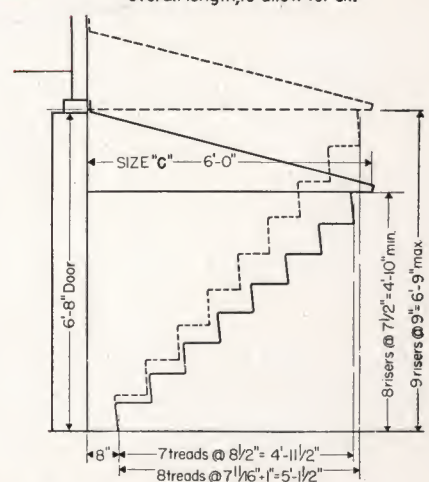 overall length to allow for sill
SIZE "C" 6'-0"
6'-8" Door
8 risers @ 7 1/2" = 4'-10" min.
9 risers @ 9" = 6'-9" max
8"
7 treads @ 8 1/2" = 4'-11 1/2"
8 treads @ 7 11/16" + 1" = 5'-1 1/2"